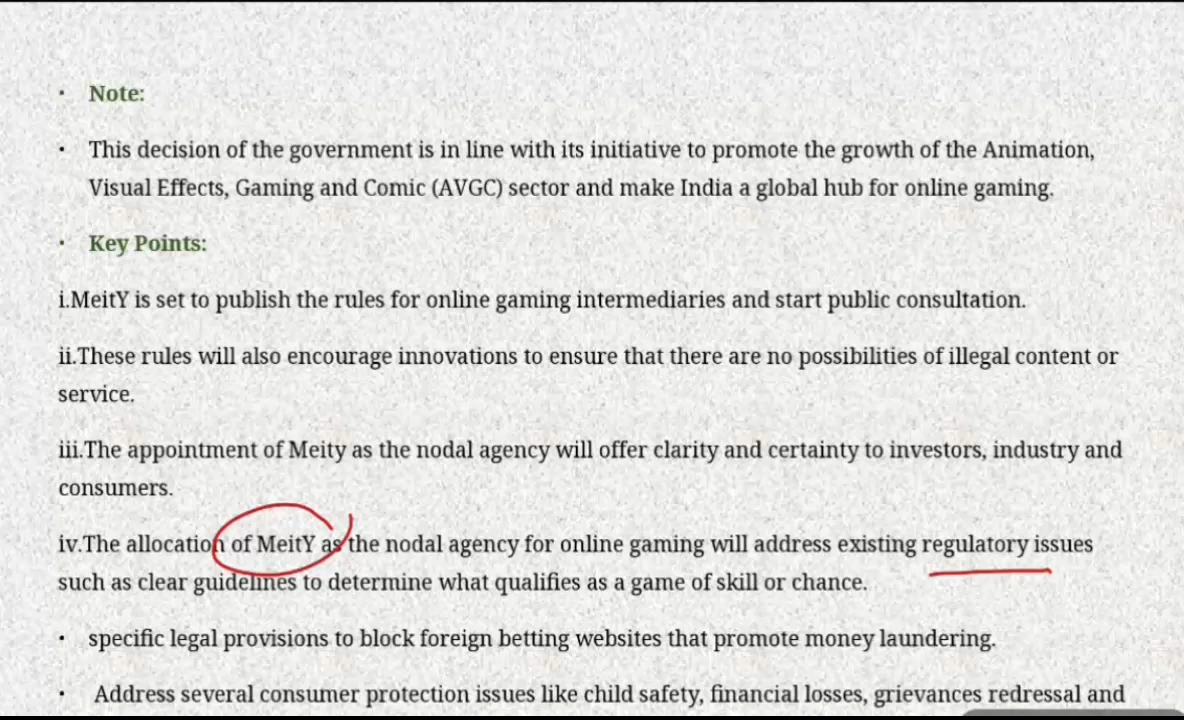 • Note:
• This decision of the government is in line with its initiative to promote the growth of the Animation,
Visual Effects, Gaming and Comic (AVGC) sector and make India a global hub for online gaming.
• Key Points:
i.MeitY is set to publish the rules for online gaming intermediaries and start public consultation.
ii.These rules will also encourage innovations to ensure that there are no possibilities of illegal content or
service.
iii.The appointment of Meity as the nodal agency will offer clarity and certainty to investors, industry and
consumers.
iv.The allocation of MeitY as the nodal agency for online gaming will address existing regulatory issues
such as clear guidelines to determine what qualifies as a game of skill or chance.
• specific legal provisions to block foreign betting websites that promote money laundering.
• Address several consumer protection issues like child safety, financial losses, grievances redressal and